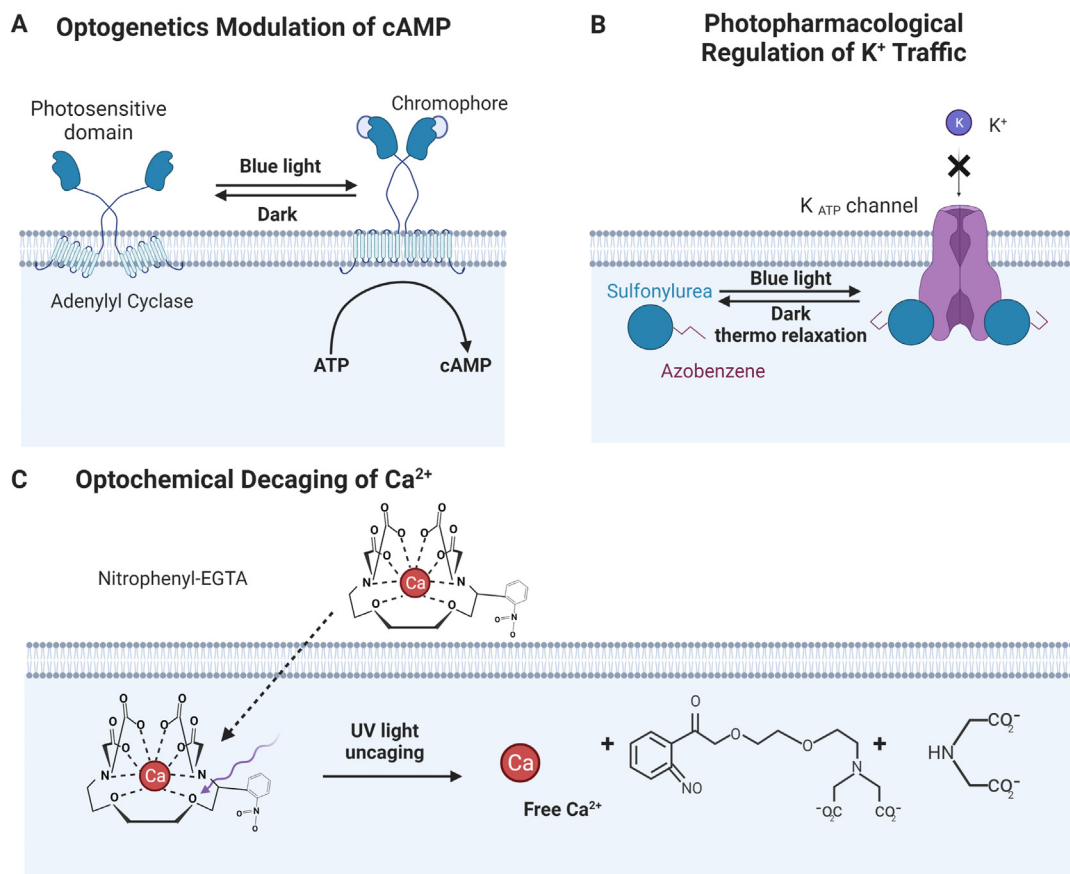 A Optogenetics Modulation of cAMP
Photosensitive
domain
Chromophore
Blue light
Dark
Adenylyl Cyclase
ATP
cAMP
B Photopharmacological
Regulation of K⁺ Traffic
K
K⁺
K ATP channel
Sulfonylurea
Blue light
Dark
thermo relaxation
Azobenzene
C Optochemical Decaging of Ca²⁺
Nitrophenyl-EGTA
O
O
O
O
O
O
N
Ca
N
O
O
O
N
O
O
O
O
O
O
O
N
Ca
N
O
O
O
N
O
UV light
uncaging
Ca
Free Ca²⁺
+
O
O
O
N
NO
⁻O₂C
CO₂⁻
+
HN
CO₂⁻
CO₂⁻